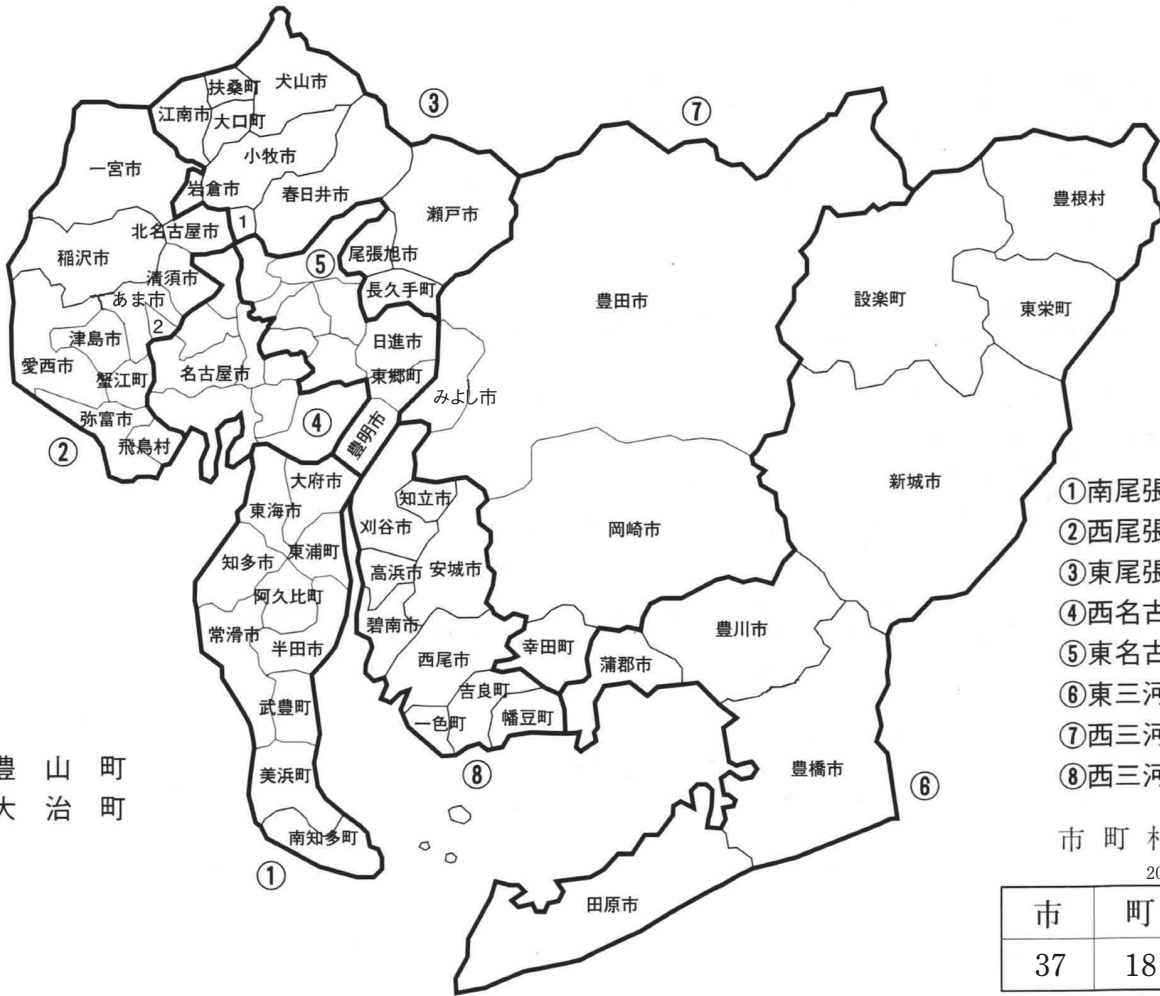 扶桑町
犬山市
③
⑦
江南市
大口町
小牧市
一宮市
岩倉市
春日井市
瀬戸市
豊根村
1
北名古屋市
稲沢市
尾張旭市
⑤
清須市
長久手町
豊田市
設楽町
東栄町
あま市
2
津島市
日進市
愛西市
蟹江町
名古屋市
東郷町
みよし市
弥富市
④
豊明市
②
飛島村
大府市
新城市
知立市
東海市
刈谷市
岡崎市
知多市
東浦町
高浜市
安城市
阿久比町
碧南市
常滑市
半田市
豊川市
西尾市
幸田町
蒲郡市
吉良町
武豊町
一色町
幡豆町
美浜町
⑧
豊橋市
⑥
南知多町
①
田原市
豊山町
大治町
①南尾張
②西尾張
③東尾張
④西名古
⑤東名古
⑥東三河
⑦西三河
⑧西三河
市町村
20
市 町
37 18